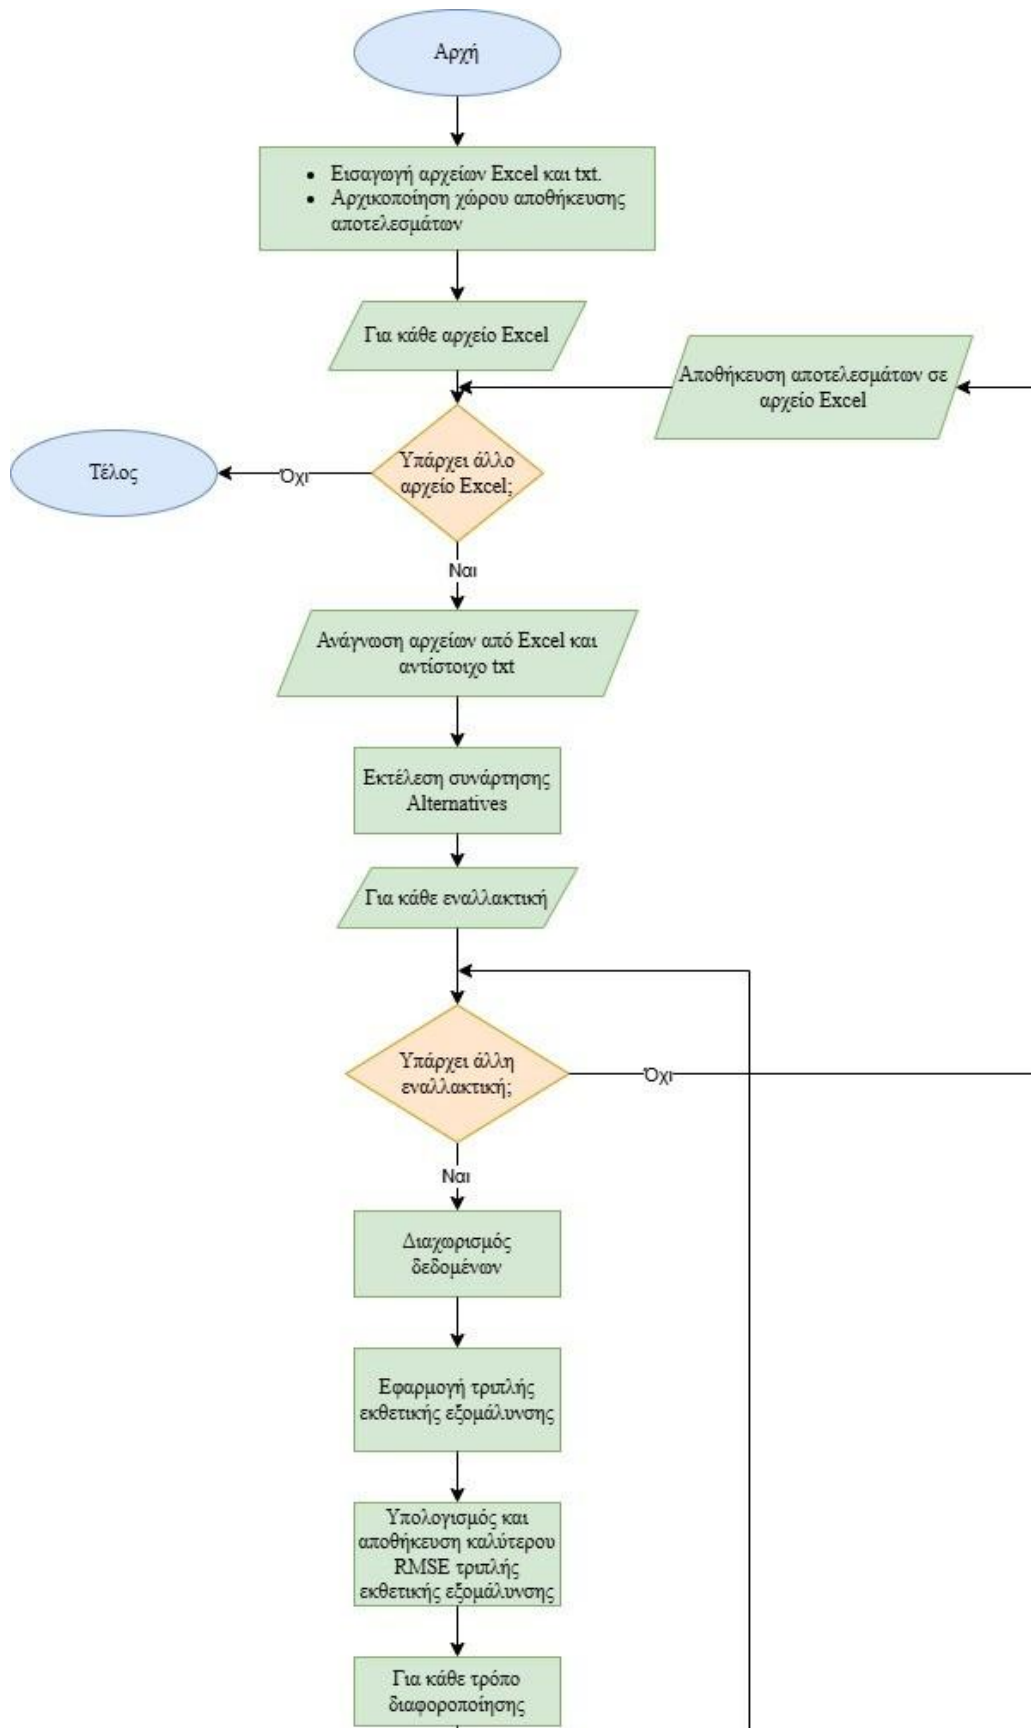 Αρχή
• Εισαγωγή αρχείων Excel και txt.
• Αρχικοποίηση χώρου αποθήκευσης
αποτελεσμάτων
Για κάθε αρχείο Excel
Αποθήκευση αποτελεσμάτων σε
αρχείο Excel
Υπάρχει άλλο
αρχείο Excel;
Όχι
Τέλος
Ναι
Ανάγνωση αρχείων από Excel και
αντίστοιχο txt
Εκτέλεση συνάρτησης
Alternatives
Για κάθε εναλλακτική
Υπάρχει άλλη
εναλλακτική;
Όχι
Ναι
Διαχωρισμός
δεδομένων
Εφαρμογή τριπλής
εκθετικής εξομάλυνσης
Υπολογισμός και
αποθήκευση καλύτερου
RMSE τριπλής
εκθετικής εξομάλυνσης
Για κάθε τρόπο
διαφοροποίησης